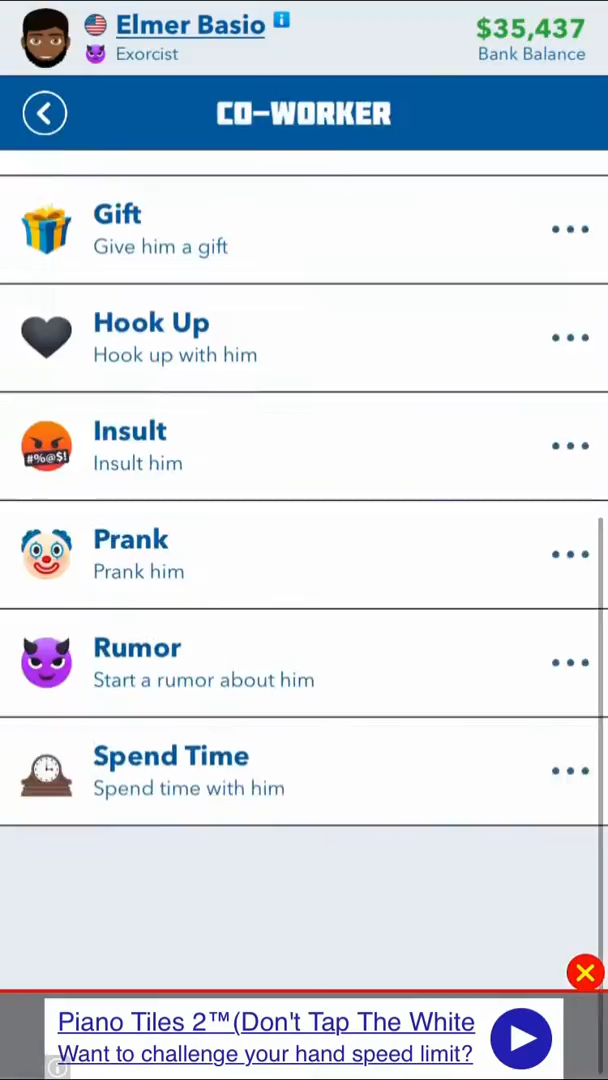 Elmer Basio
$35,437
Exorcist
Bank Balance
CO-WORKER
Gift
Give him a gift
Hook Up
Hook up with him
Insult
#%@$!
Insult him
Prank
Prank him
Rumor
Start a rumor about him
Spend Time
Spend time with him
Piano Tiles 2™(Don't Tap The White
Want to challenge your hand speed limit?